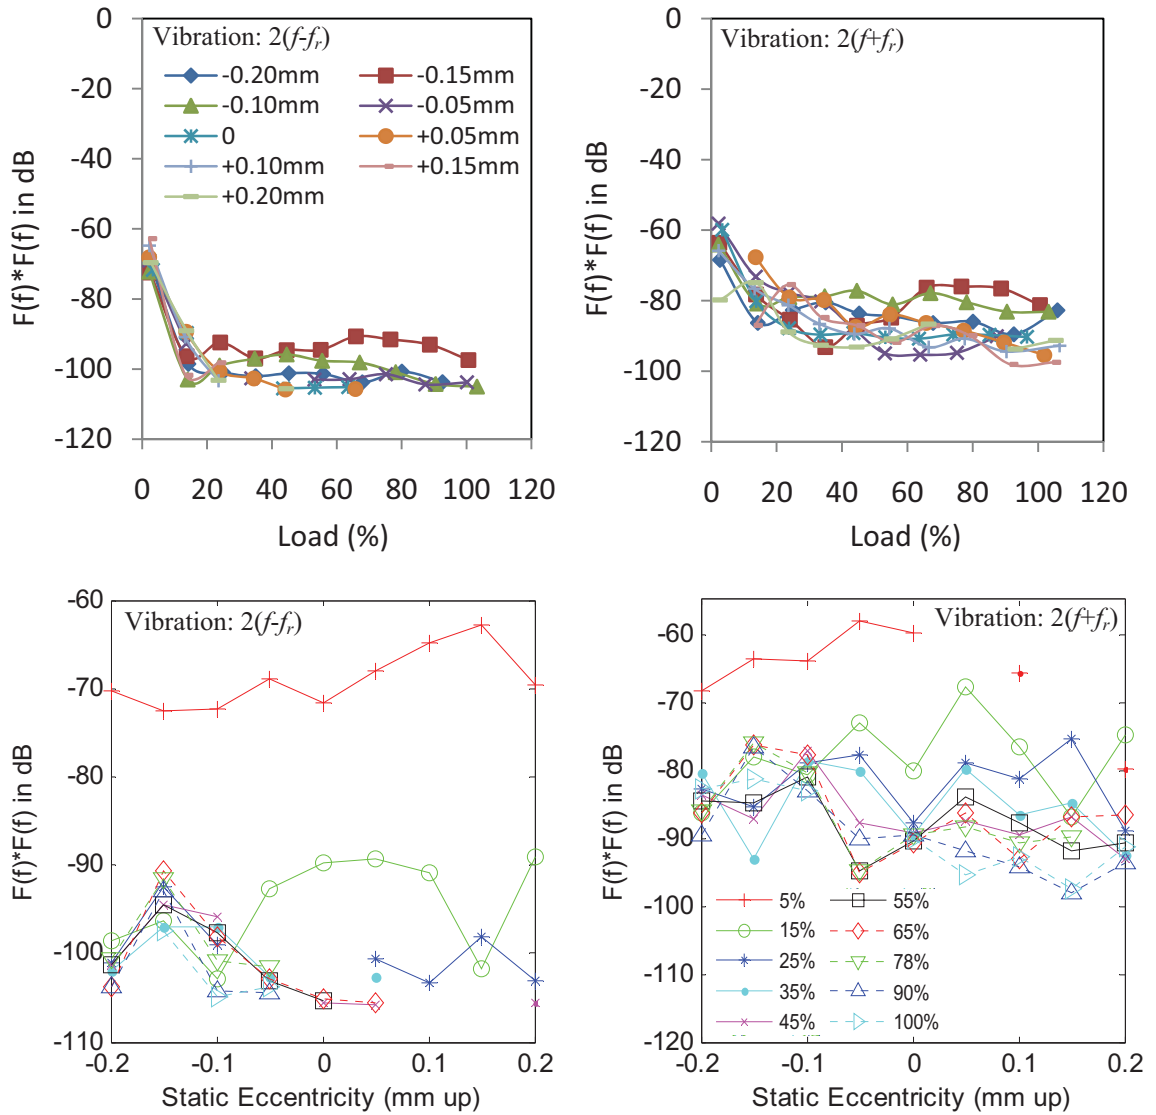 Vibration: 2(f-fr)
-0.20mm
-0.15mm
-0.10mm
-0.05mm
0
+0.05mm
+0.10mm
+0.15mm
+0.20mm
0
-20
-40
-60
-80
-100
-120
F(f)*F(f) in dB
0 20 40 60 80 100 120
Load (%)
Vibration: 2(f+fr)
0
-20
-40
-60
-80
-100
-120
F(f)*F(f) in dB
0 20 40 60 80 100 120
Load (%)
Vibration: 2(f-fr)
-60
-70
-80
-90
-100
-110
F(f)*F(f) in dB
-0.2 -0.1 0 0.1 0.2
Static Eccentricity (mm up)
Vibration: 2(f+fr)
-60
-70
-80
-90
-100
-110
-120
F(f)*F(f) in dB
5% 55%
15% 65%
25% 78%
35% 90%
45% 100%
-0.2 -0.1 0 0.1 0.2
Static Eccentricity (mm up)